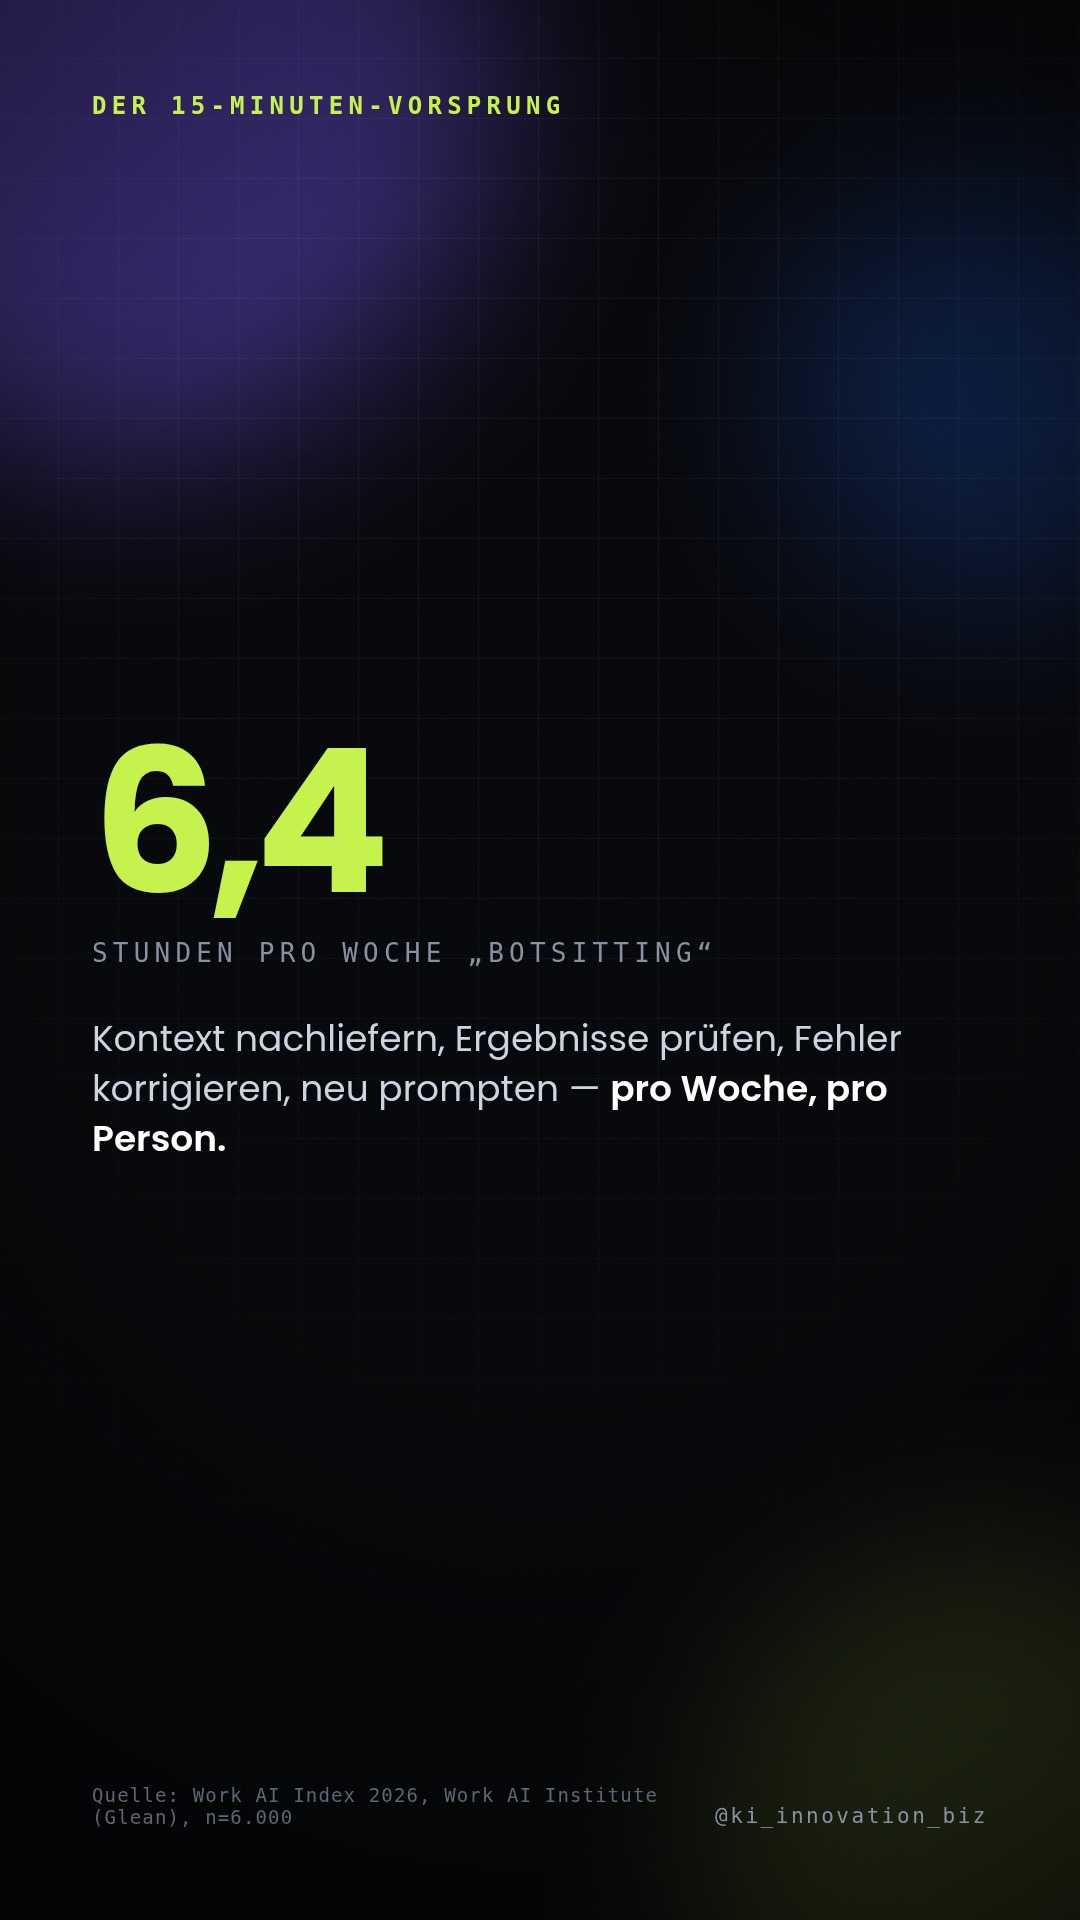 DER 15-MINUTEN-VORSPRUNG
6,4
STUNDEN PRO WOCHE „BOTSITTING“
Kontext nachliefern, Ergebnisse prüfen, Fehler
korrigieren, neu prompten — pro Woche, pro
Person.
Quelle: Work AI Index 2026, Work AI Institute
(Glean), n=6.000
@ki_innovation_biz